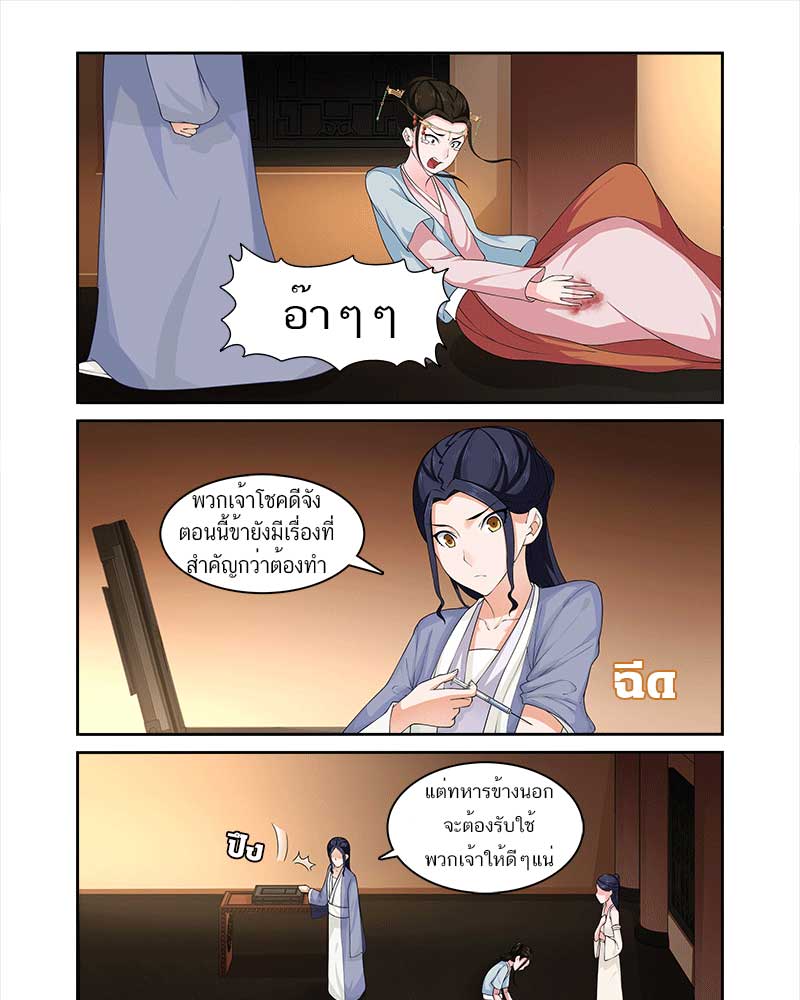 อ๊าๆๆ
พวกเจ้าโชคดีจัง
ตอนนี้ข้ายังมีเรื่องที่
สำคัญกว่าต้องทำ
ฉีด
แต่ทหารข้างนอก
จะต้องรับใช้
พวกเจ้าให้ดีๆแน่
ปึง